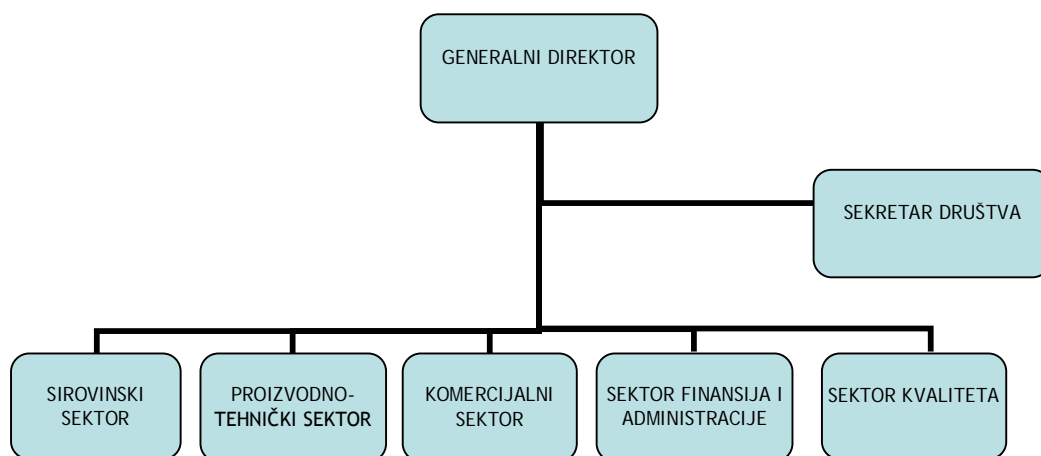 GENERALNI DIREKTOR
SEKRETAR DRUŠTVA
SIROVINSKI
SEKTOR
PROIZVODNO-
TEHNIČKI SEKTOR
KOMERCIJALNI
SEKTOR
SEKTOR FINANSIJA I
ADMINISTRACIJE
SEKTOR KVALITETA